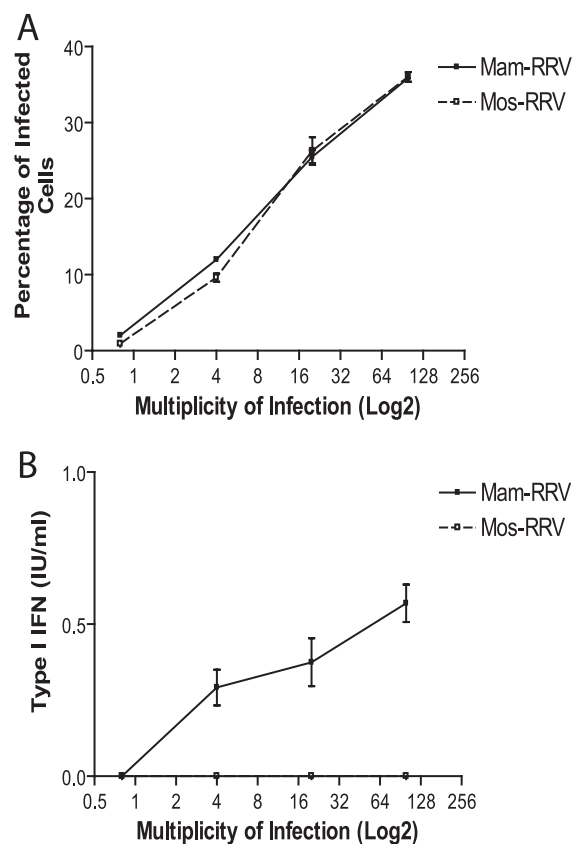 A
40
30
20
10
0
Percentage of Infected
Cells
0.5 1 2 4 8 16 32 64 128 256
Multiplicity of Infection (Log2)
Mam-RRV
Mos-RRV
B
1.0
0.5
0.0
Type I IFN (IU/ml)
0.5 1 2 4 8 16 32 64 128 256
Multiplicity of Infection (Log2)
Mam-RRV
Mos-RRV